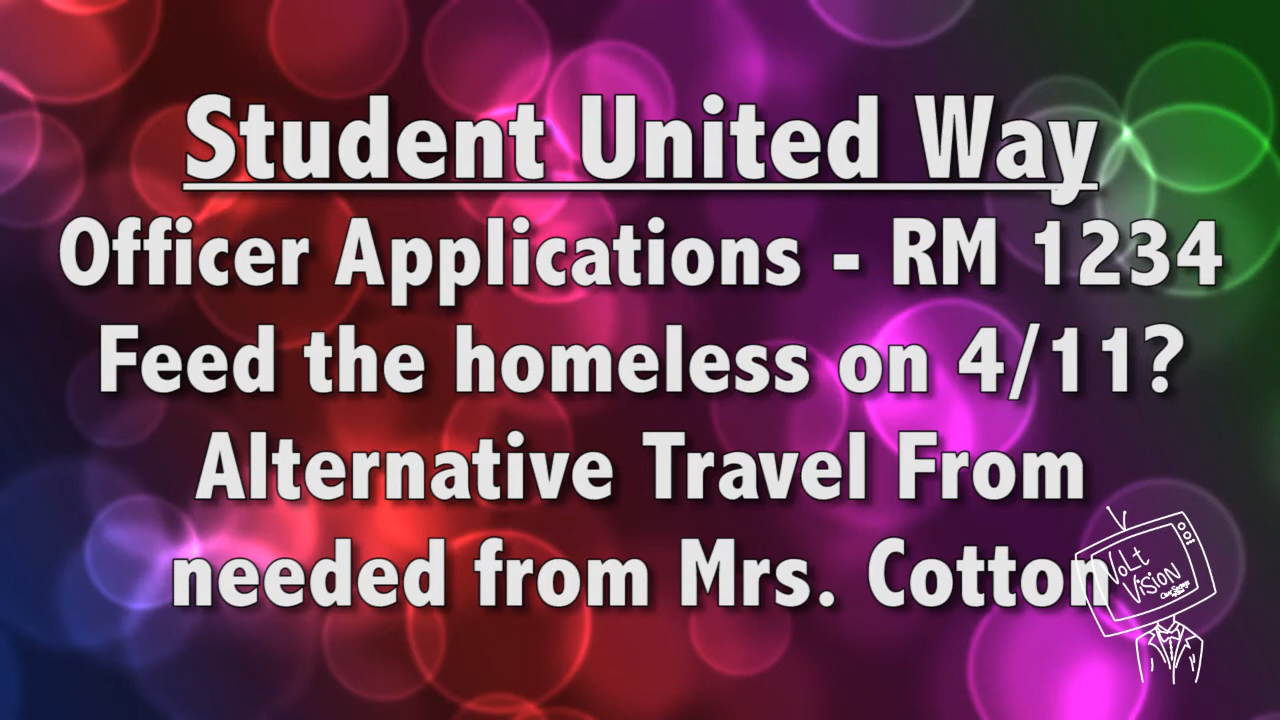 Student United Way
Officer Applications - RM 1234
Feed the homeless on 4/11?
Alternative Travel From
needed from Mrs. Cotton
Volt
Vision